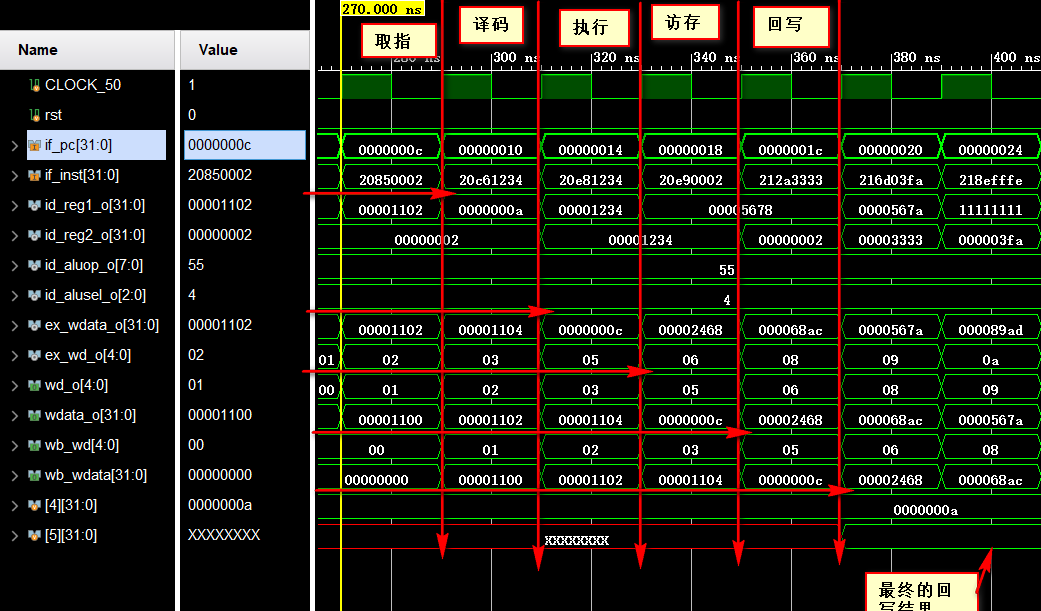 270.000 ns
取指
译码
执行
访存
回写
Name
Value
280 ns
300 ns
320 ns
340 ns
360 ns
380 ns
400 ns
CLOCK_50
1
rst
0
if_pc[31:0]
0000000c
0000000c 00000010 00000014 00000018 0000001c 00000020 00000024
if_inst[31:0]
20850002
20850002 20c61234 20e81234 20e90002 212a3333 216d03fa 218efffe
id_reg1_o[31:0]
00001102
00001102 0000000a 00001234 00005678 0000567a 11111111
id_reg2_o[31:0]
00000002
00000002 00001234 00000002 00003333 000003fa
id_aluop_o[7:0]
55
55
id_alusel_o[2:0]
4
4
ex_wdata_o[31:0]
00001102
00001102 00001104 0000000c 00002468 000068ac 0000567a 000089ad
ex_wd_o[4:0]
02
01 02 03 05 06 08 09 0a
wd_o[4:0]
01
00 01 02 03 05 06 08 09
wdata_o[31:0]
00001100
00001100 00001102 00001104 0000000c 00002468 000068ac 0000567a
wb_wd[4:0]
00
00 01 02 03 05 06 08
wb_wdata[31:0]
00000000
00000000 00001100 00001102 00001104 0000000c 00002468 000068ac
[4][31:0]
0000000a
0000000a
[5][31:0]
XXXXXXXX
XXXXXXXX
最终的回
写结果